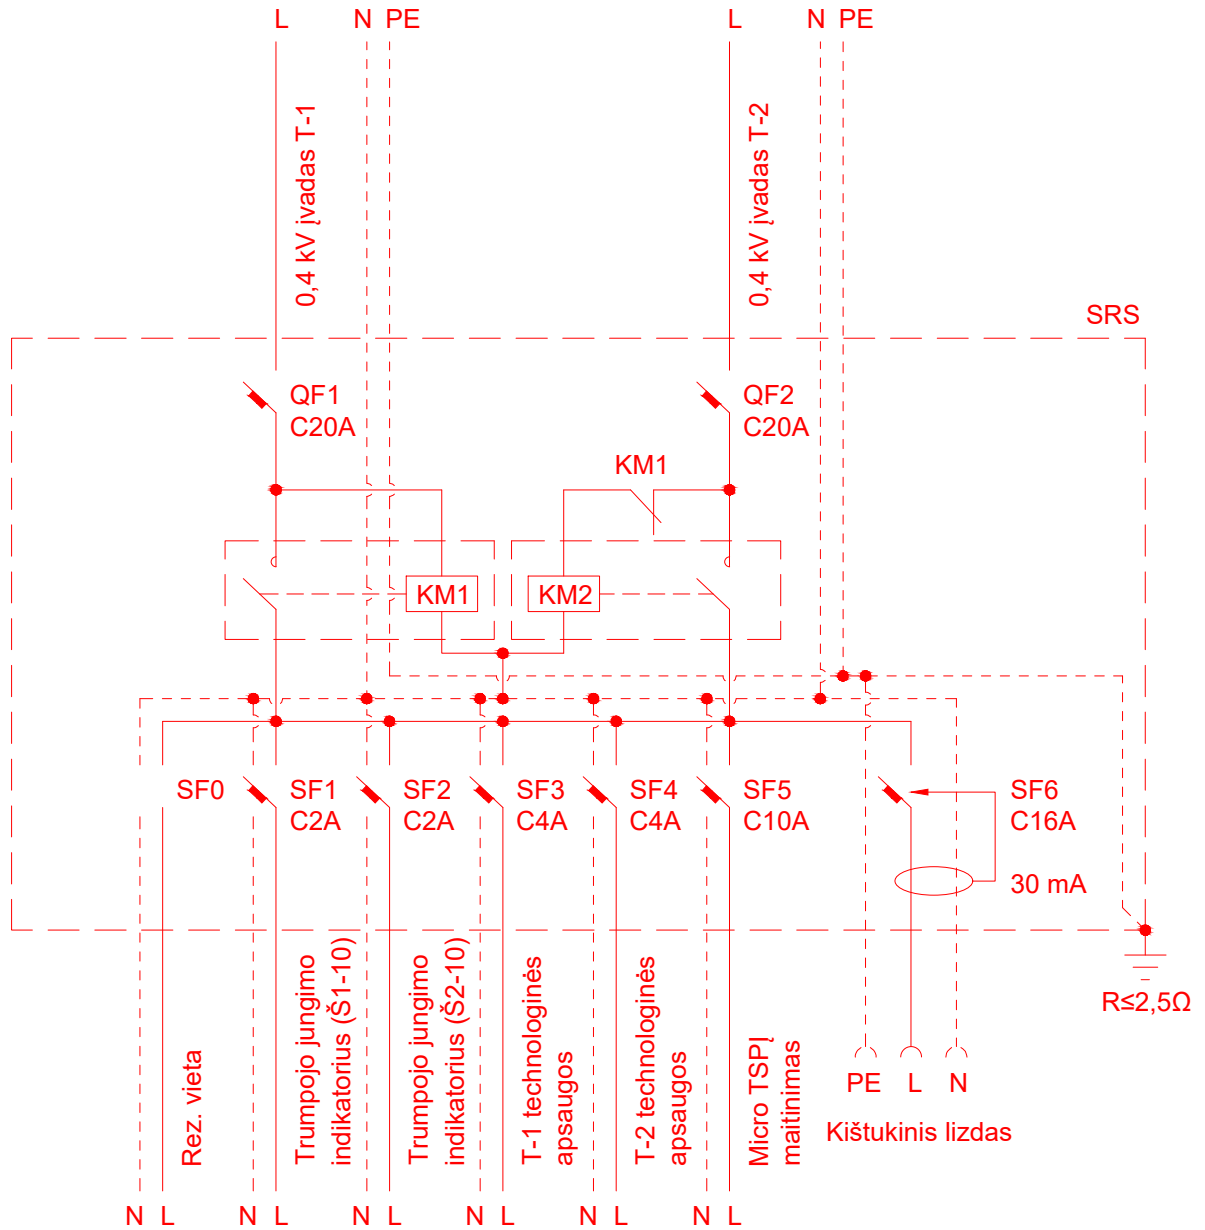 L
N PE
L
N PE
0,4 kV įvadas T-1
0,4 kV įvadas T-2
SRS
QF1
C20A
QF2
C20A
KM1
KM1
KM2
SF0
SF1
C2A
SF2
C2A
SF3
C4A
SF4
C4A
SF5
C10A
SF6
C16A
30 mA
R≤2,5Ω
Rez. vieta
Trumpojo jungimo
indikatorius (Š1-10)
Trumpojo jungimo
indikatorius (Š2-10)
T-1 technologinės
apsaugos
T-2 technologinės
apsaugos
Micro TSPĮ
maitinimas
PE L N
Kištukinis lizdas
N L
N L
N L
N L
N L
N L